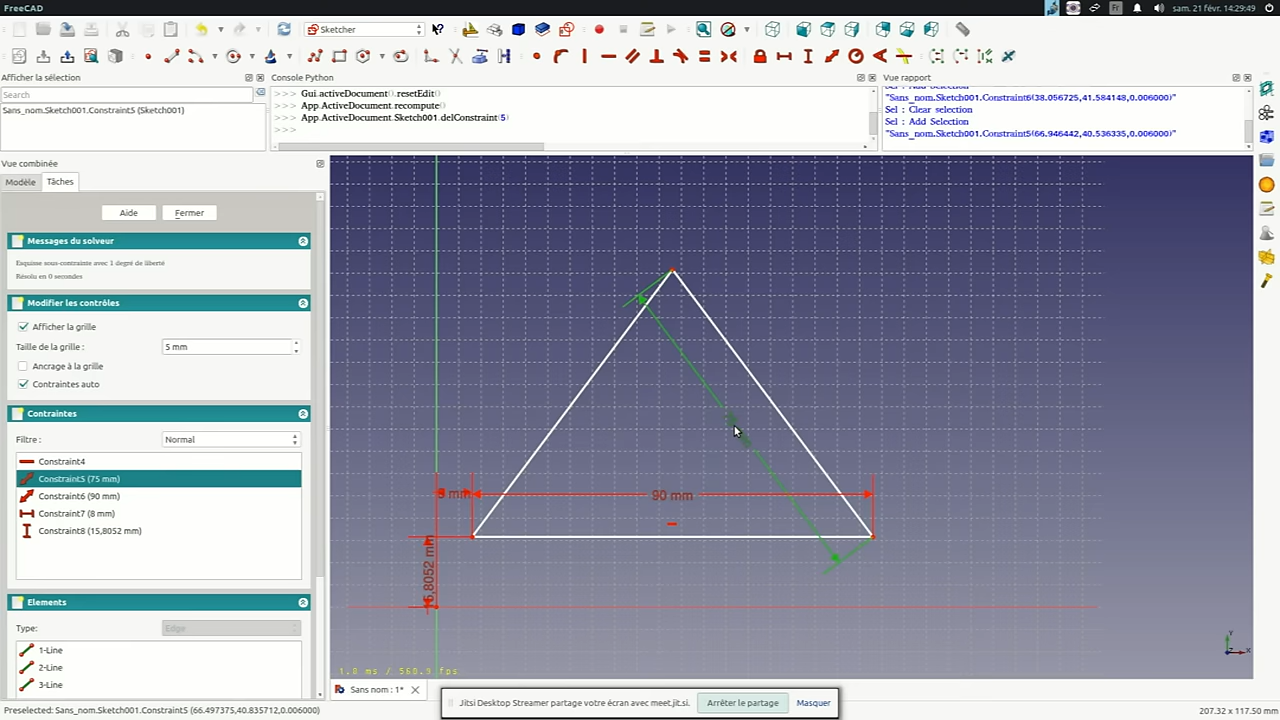 FreeCAD
Fr
sam. 21 févr. 14:29:49
Sketcher
Afficher la sélection
Search
Sans_nom.Sketch001.Constraint5 (Sketch001)
Console Python
>>> Gui.activeDocument().resetEdit()
>>> App.ActiveDocument.recompute()
>>> App.ActiveDocument.Sketch001.delConstraint(5)
>>>
Vue rapport
"Sans_nom.Sketch001.Constraint6(38.056725,41.584148,0.006000)"
Sel : Clear selection
Sel : Add Selection
"Sans_nom.Sketch001.Constraint5(66.946442,40.536335,0.006000)"
Vue combinée
Modèle
Tâches
Aide
Fermer
Messages du solveur
Esquisse sous-contrainte avec 1 degré de liberté
Résolu en 0 secondes
Modifier les contrôles
Afficher la grille
Taille de la grille :
5 mm
Ancrage à la grille
Contraintes auto
Contraintes
Filtre :
Normal
Constraint4
Constraint5 (75 mm)
Constraint6 (90 mm)
Constraint7 (8 mm)
Constraint8 (15,8052 mm)
Elements
Type:
Edge
1-Line
2-Line
3-Line
8 mm
90 mm
15,8052 mm
Y
X
Sans nom : 1*
Jitsi Desktop Streamer partage votre écran avec meet.jit.si.
Arrêter le partage
Masquer
Preselected: Sans_nom.Sketch001.Constraint5 (66.497375,40.835712,0.006000)
207.32 x 117.50 mm